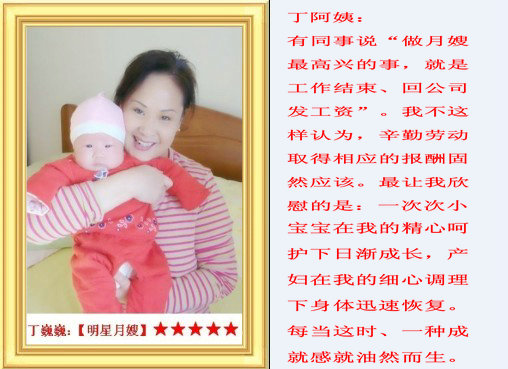 丁巍巍:【明星月嫂】★★★★★
丁阿姨：
有同事说“做月嫂
最高兴的事，就是
工作结束、回公司
发工资”。我不这
样认为，辛勤劳动
取得相应的报酬固
然应该。最让我欣
慰的是：一次次小
宝宝在我的精心呵
护下日渐成长，产
妇在我的细心调理
下身体迅速恢复。
每当这时、一种成
就感就油然而生。